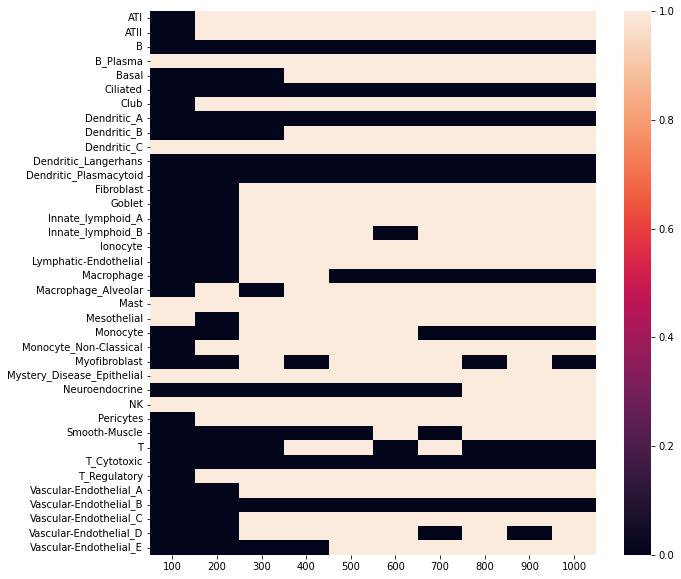 ATI
ATII
B
B_Plasma
Basal
Ciliated
Club
Dendritic_A
Dendritic_B
Dendritic_C
Dendritic_Langerhans
Dendritic_Plasmacytoid
Fibroblast
Goblet
Innate_lymphoid_A
Innate_lymphoid_B
Ionocyte
Lymphatic-Endothelial
Macrophage
Macrophage_Alveolar
Mast
Mesothelial
Monocyte
Monocyte_Non-Classical
Myofibroblast
Mystery_Disease_Epithelial
Neuroendocrine
NK
Pericytes
Smooth-Muscle
T
T_Cytotoxic
T_Regulatory
Vascular-Endothelial_A
Vascular-Endothelial_B
Vascular-Endothelial_C
Vascular-Endothelial_D
Vascular-Endothelial_E
100 200 300 400 500 600 700 800 900 1000
1.0
0.8
0.6
0.4
0.2
0.0